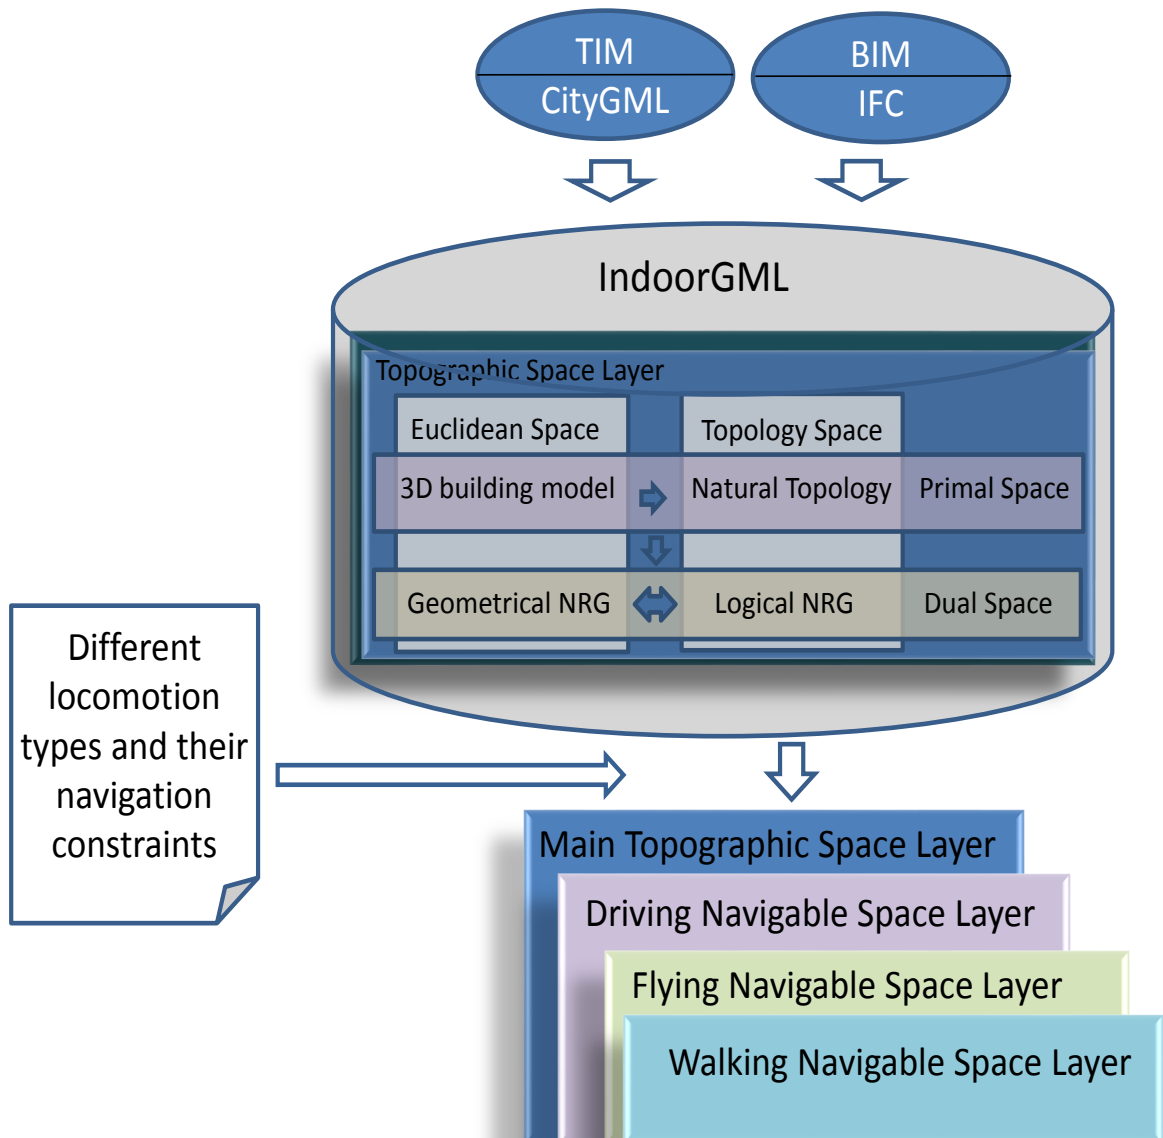 TIM
CityGML
BIM
IFC
IndoorGML
Topographic Space Layer
Euclidean Space
Topology Space
3D building model
Natural Topology
Primal Space
Geometrical NRG
Logical NRG
Dual Space
Different
locomotion
types and their
navigation
constraints
Main Topographic Space Layer
Driving Navigable Space Layer
Flying Navigable Space Layer
Walking Navigable Space Layer